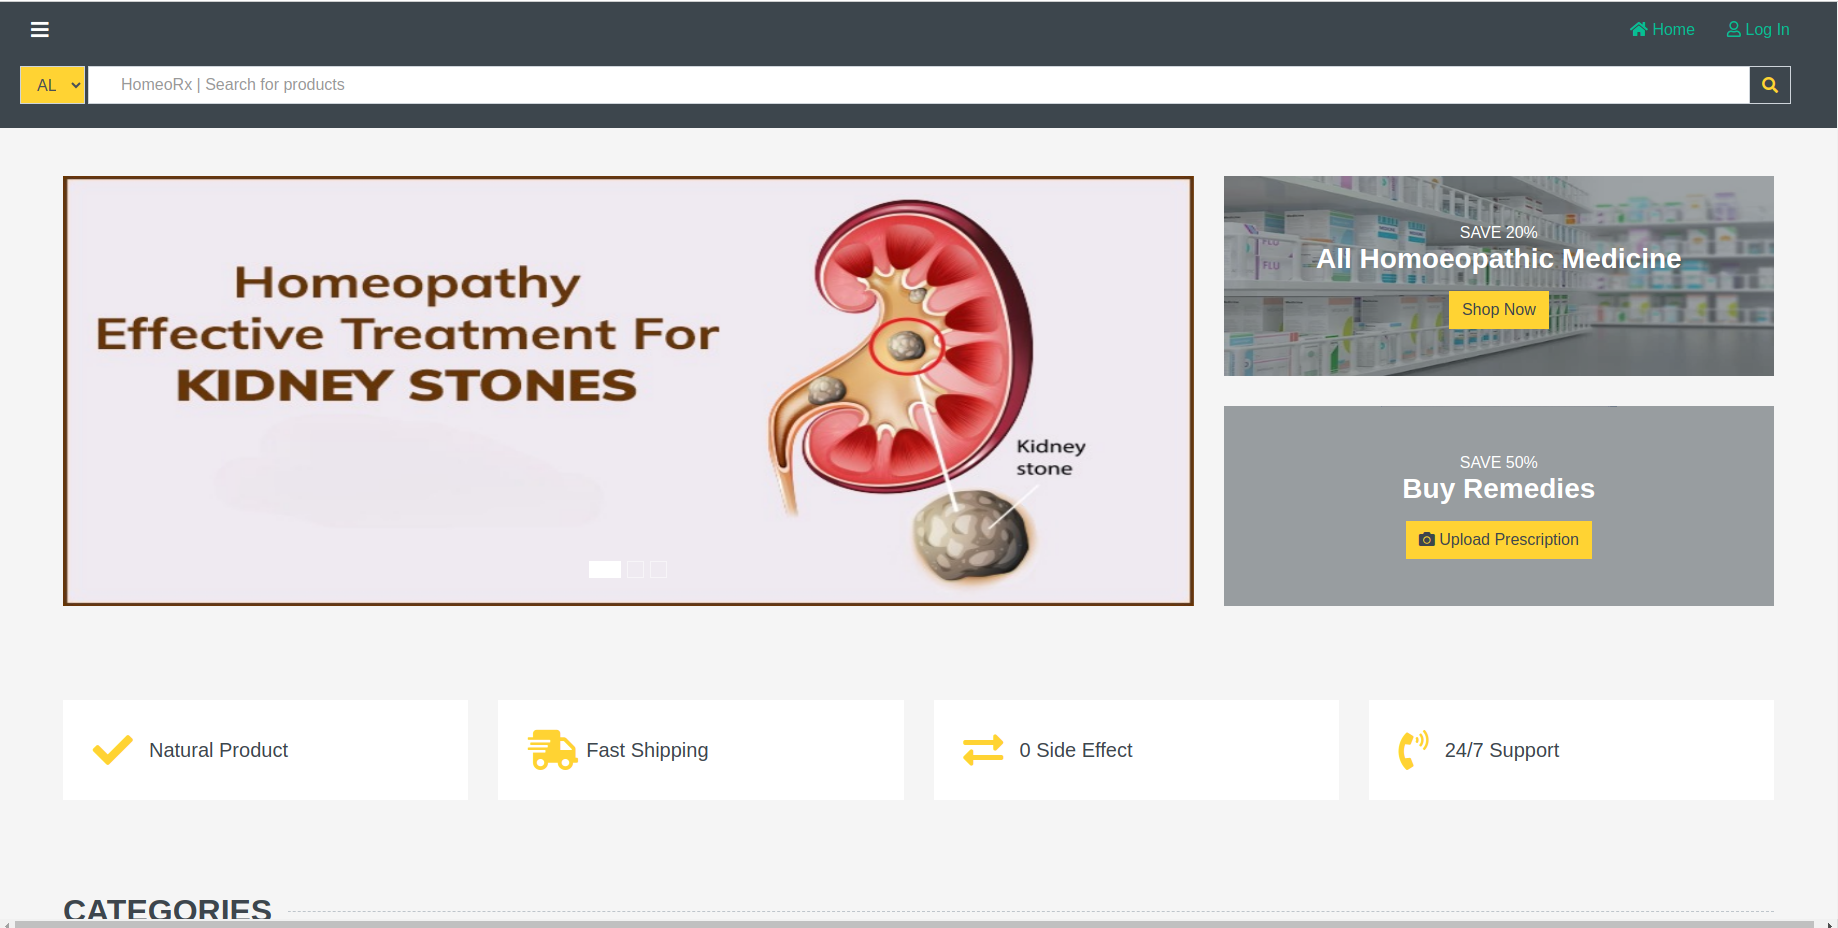 Home
Log In
AL
HomeoRx | Search for products
Homeopathy
Effective Treatment For
KIDNEY STONES
Kidney
stone
SAVE 20%
All Homoeopathic Medicine
Shop Now
FLU
FLU
SAVE 50%
Buy Remedies
Upload Prescription
Natural Product
Fast Shipping
0 Side Effect
24/7 Support
CATEGORIES